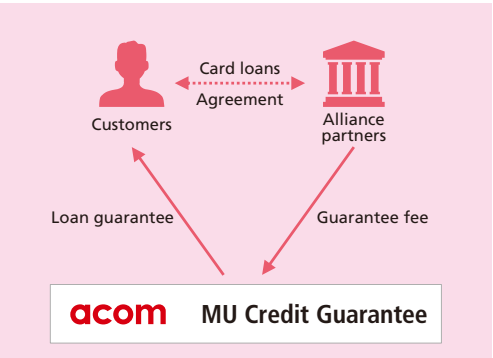 Card loans
Agreement
Customers
Alliance
partners
Loan guarantee
Guarantee fee
acom MU Credit Guarantee